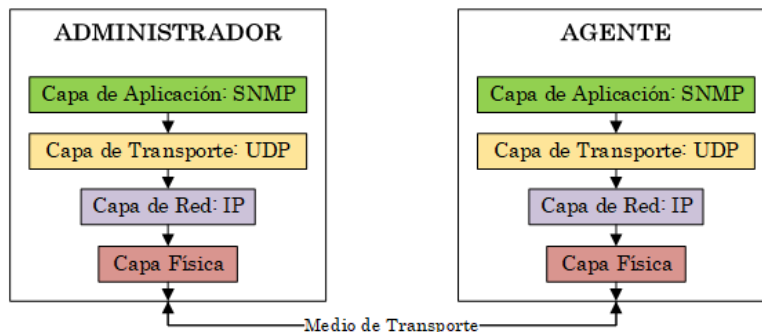 ADMINISTRADOR
Capa de Aplicación: SNMP
Capa de Transporte: UDP
Capa de Red: IP
Capa Física
AGENTE
Capa de Aplicación: SNMP
Capa de Transporte: UDP
Capa de Red: IP
Capa Física
Medio de Transporte